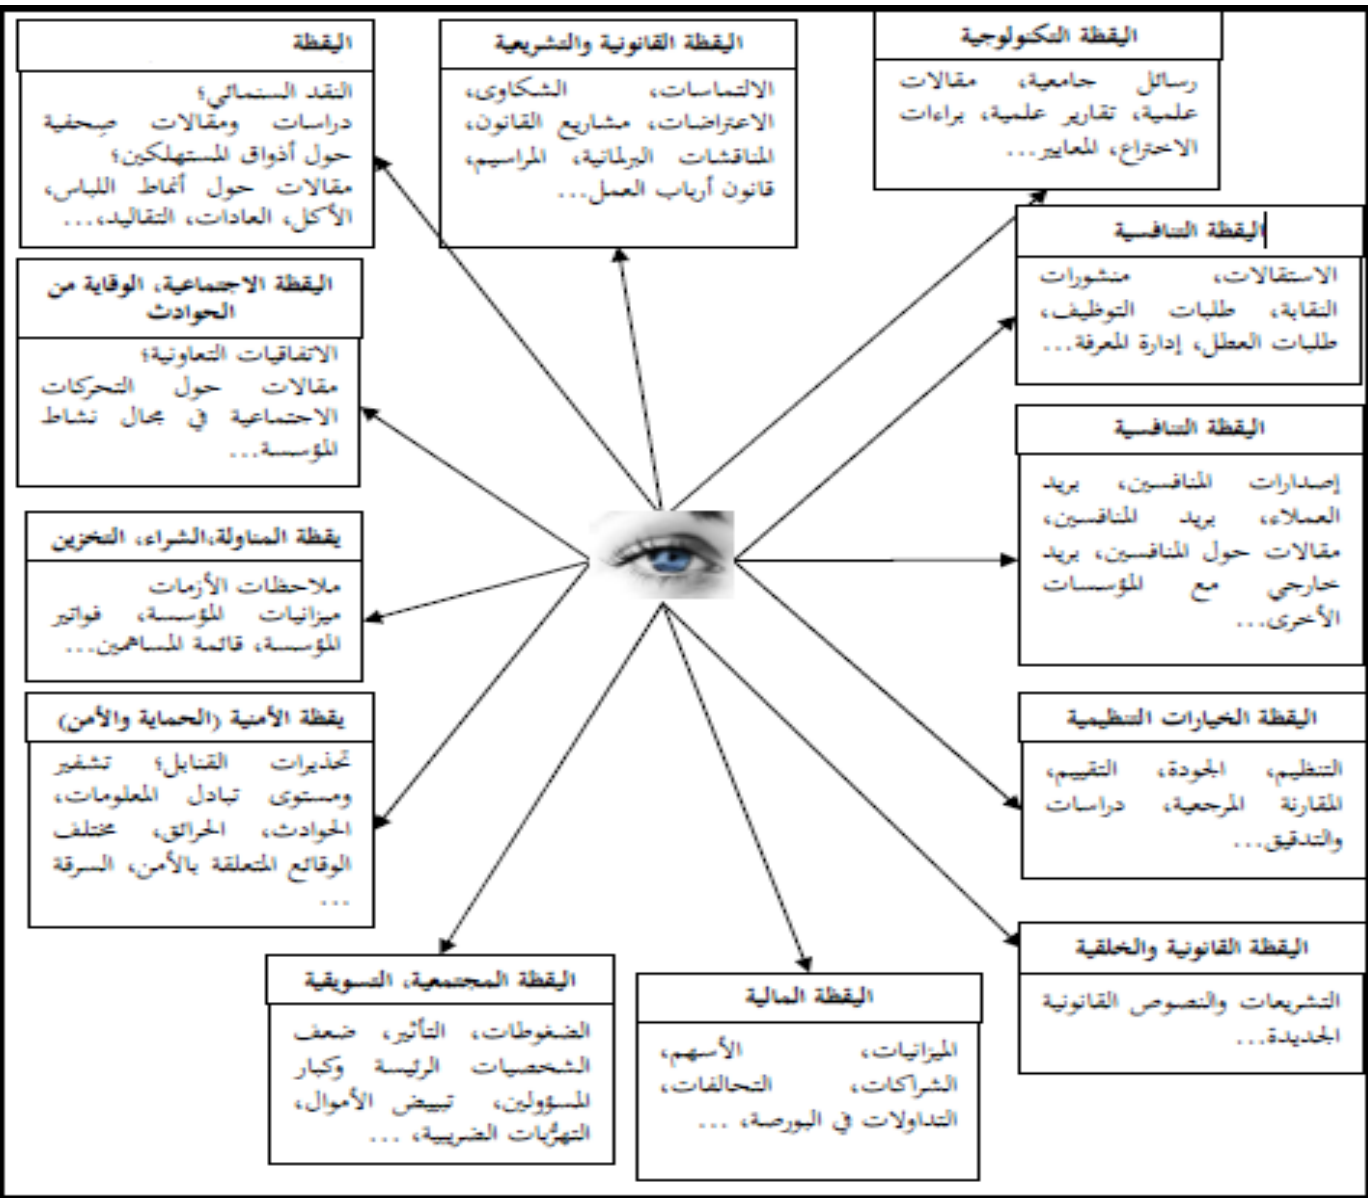 اليقظة التكنولوجية
رسائل جامعية، مقالات
علمية، تقارير علمية، براءات
الاختراع، المعايير...
اليقظة القانونية والتشريعية
الالتماسات، الشكاوى،
الاعتراضات، مشاريع القانون،
المناقشات البرلمانية، المراسيم،
قانون أرباب العمل...
اليقظة
النقد السنمائي؛
دراسات ومقالات صحفية
حول أذواق المستهلكين؛
مقالات حول أنماط اللباس،
الأكل، العادات، التقاليد،...
اليقظة التنافسية
الاستقالات، منشورات
النقابة، طلبات التوظيف،
طلبات العطل، إدارة المعرفة...
اليقظة الاجتماعية، الوقاية من
الحوادث
الاتفاقيات التعاونية؛
مقالات حول التحركات
الاجتماعية في مجال نشاط
المؤسسة...
اليقظة التنافسية
إصدارات المنافسين، بريد
العملاء، بريد المنافسين،
مقالات حول المنافسين، بريد
خارجي مع المؤسسات
الأخرى...
يقظة المناولة،الشراء، التخزين
ملاحظات الأزمات
ميزانيات المؤسسة، فواتير
المؤسسة، قائمة المساهمين...
اليقظة الخيارات التنظيمية
التنظيم، الجودة، التقييم،
المقارنة المرجعية، دراسات
والتدقيق...
يقظة الأمنية (الحماية والأمن)
تحذيرات القنابل؛ تشفير
ومستوى تبادل المعلومات،
الحوادث، الحرائق، مختلف
الوقائع المتعلقة بالأمن، السرقة
...
اليقظة القانونية والخلقية
التشريعات والنصوص القانونية
الجديدة...
اليقظة المالية
الميزانيات، الأسهم،
الشراكات، التحالفات،
التداولات في البورصة، ...
اليقظة المجتمعية، التسويقية
الضغوطات، التأثير، ضعف
الشخصيات الرئيسة وكبار
المسؤولين، تبييض الأموال،
التهرُبات الضريبية، ...